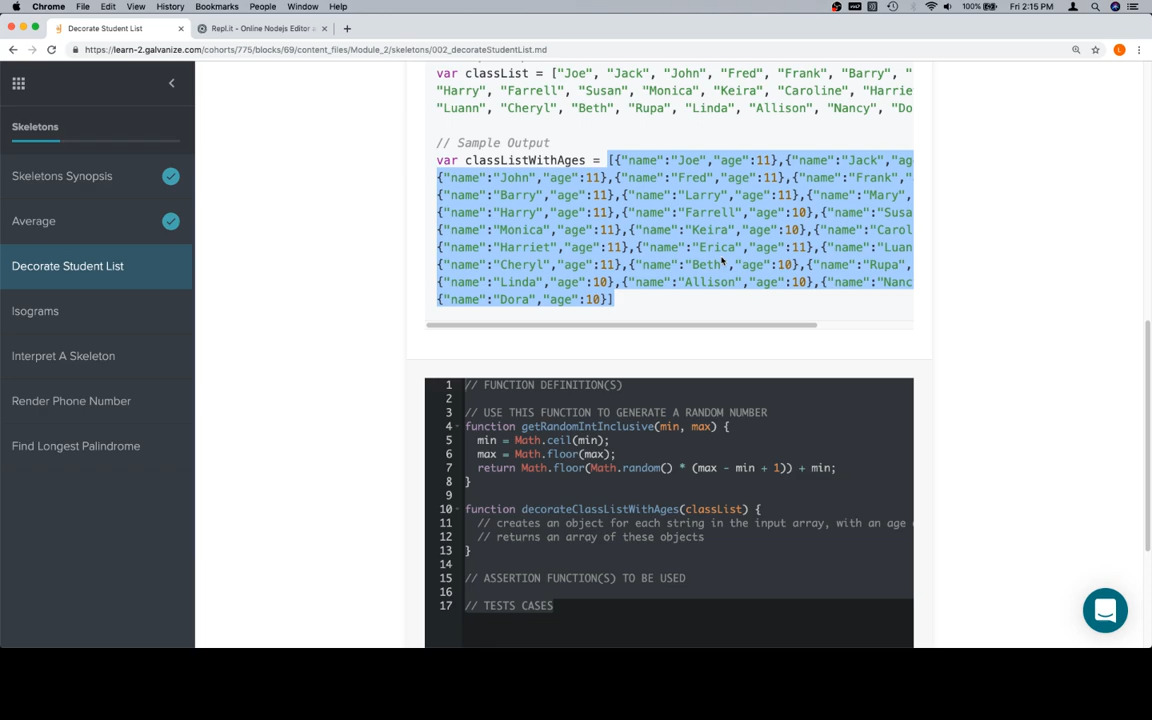 Chrome File Edit View History Bookmarks People Window Help 100% Fri 2:15 PM
Decorate Student List
Repl.it - Online Nodejs Editor
https://learn-2.galvanize.com/cohorts/775/blocks/69/content_files/Module_2/skeletons/002_decorateStudentList.md
Skeletons
Skeletons Synopsis
Average
Decorate Student List
Isograms
Interpret A Skeleton
Render Phone Number
Find Longest Palindrome
var classList = ["Joe", "Jack", "John", "Fred", "Frank", "Barry", "
"Harry", "Farrell", "Susan", "Monica", "Keira", "Caroline", "Harrie
"Luann", "Cheryl", "Beth", "Rupa", "Linda", "Allison", "Nancy", "Do
// Sample Output
var classListWithAges = [{"name":"Joe","age":11},{"name":"Jack","ag
{"name":"John","age":11},{"name":"Fred","age":11},{"name":"Frank","
{"name":"Barry","age":11},{"name":"Larry","age":11},{"name":"Mary",
{"name":"Harry","age":11},{"name":"Farrell","age":10},{"name":"Susa
{"name":"Monica","age":11},{"name":"Keira","age":10},{"name":"Carol
{"name":"Harriet","age":11},{"name":"Erica","age":11},{"name":"Luan
{"name":"Cheryl","age":11},{"name":"Beth","age":10},{"name":"Rupa",
{"name":"Linda","age":10},{"name":"Allison","age":10},{"name":"Nanc
{"name":"Dora","age":10}]
1 // FUNCTION DEFINITION(S)
2
3 // USE THIS FUNCTION TO GENERATE A RANDOM NUMBER
4 function getRandomIntInclusive(min, max) {
5 min = Math.ceil(min);
6 max = Math.floor(max);
7 return Math.floor(Math.random() * (max - min + 1)) + min;
8 }
9
10 function decorateClassListWithAges(classList) {
11 // creates an object for each string in the input array, with an age
12 // returns an array of these objects
13 }
14
15 // ASSERTION FUNCTION(S) TO BE USED
16
17 // TESTS CASES